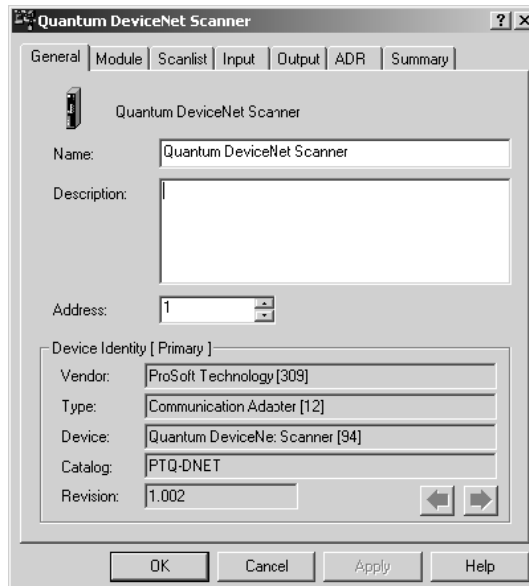 Quantum DeviceNet Scanner
General Module Scanlist Input Output ADR Summary
Quantum DeviceNet Scanner
Name: Quantum DeviceNet Scanner
Description:
Address: 1
Device Identity [ Primary ]
Vendor: ProSoft Technology [309]
Type: Communication Adapter [12]
Device: Quantum DeviceNet Scanner [94]
Catalog: PTQ-DNET
Revision: 1.002
OK Cancel Apply Help